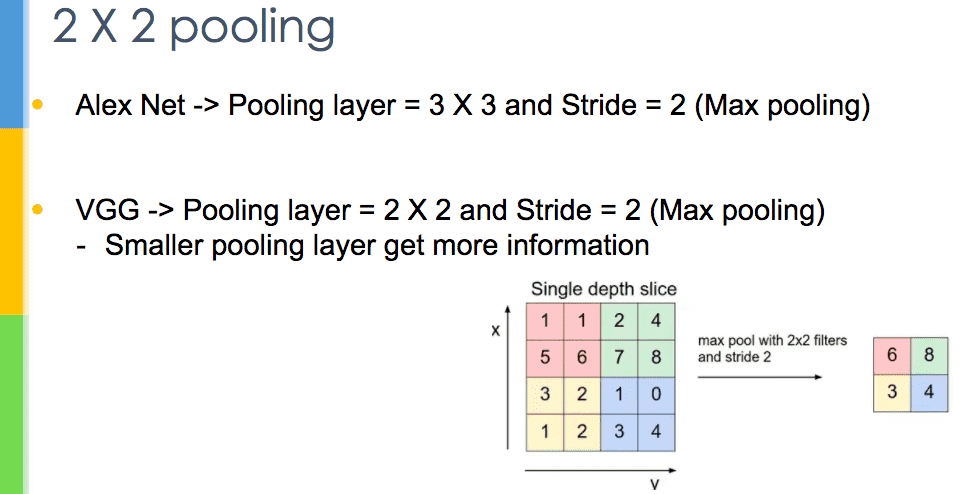 2 X 2 pooling
Alex Net -> Pooling layer = 3 X 3 and Stride = 2 (Max pooling)
VGG -> Pooling layer = 2 X 2 and Stride = 2 (Max pooling)
- Smaller pooling layer get more information
Single depth slice
x
1 1 2 4
5 6 7 8
3 2 1 0
1 2 3 4
y
max pool with 2x2 filters
and stride 2
6 8
3 4